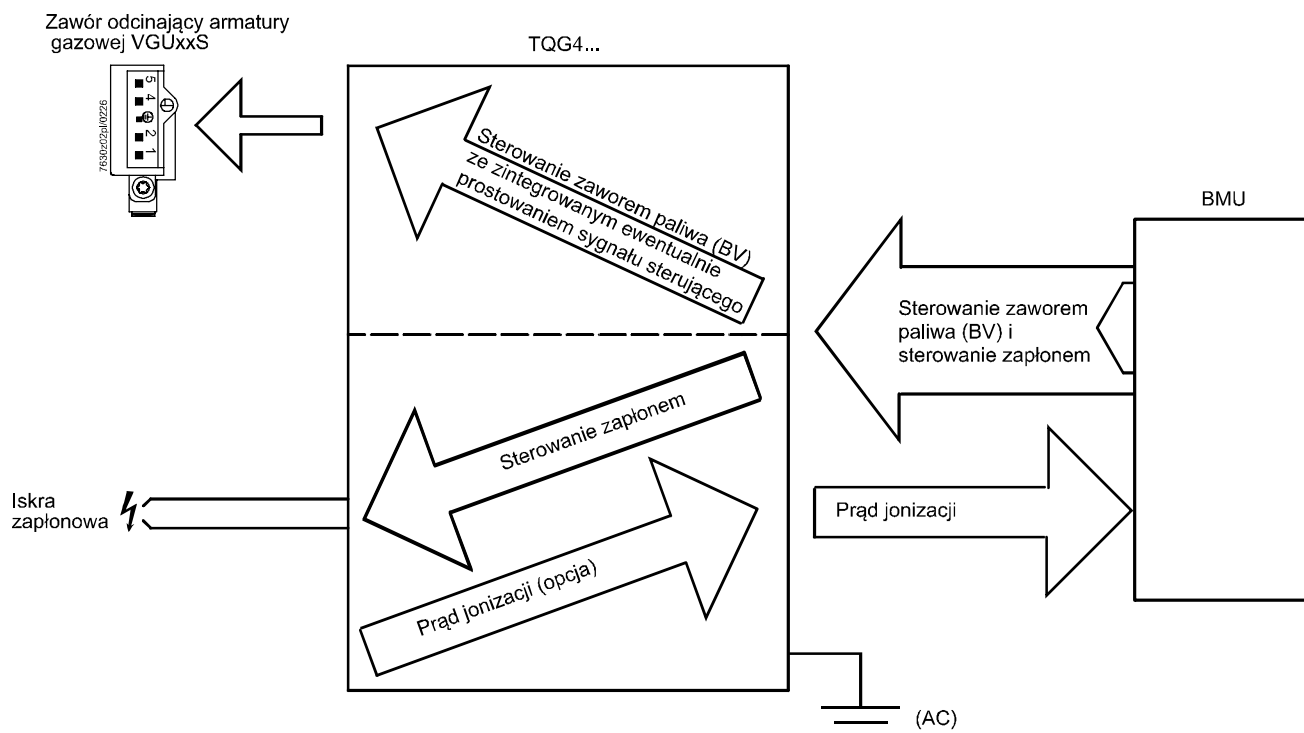 Zawór odcinający armatury
gazowej VGUxxS
TQG4...
5
4
2
1
7630z02pl/0226
Sterowanie zaworem paliwa (BV)
ze zintegrowanym ewentualnie
prostowaniem sygnału sterującego
BMU
Sterowanie zaworem
paliwa (BV) i
sterowanie zapłonem
Sterowanie zapłonem
Iskra
zapłonowa
Prąd jonizacji
Prąd jonizacji (opcja)
(AC)